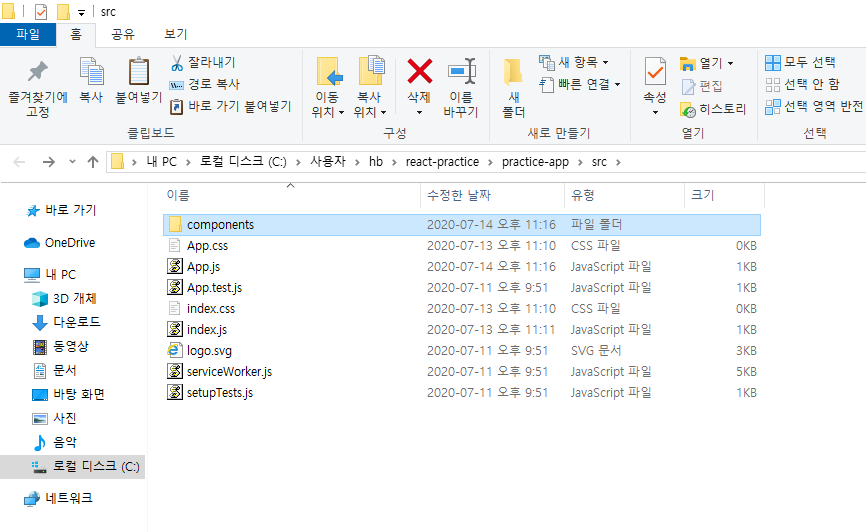 src
파일 홈 공유 보기
즐겨찾기에 고정
복사
붙여넣기
잘라내기
경로 복사
바로 가기 붙여넣기
클립보드
이동 위치
복사 위치
삭제
이름 바꾸기
구성
새 폴더
새 항목
빠른 연결
새로 만들기
속성
열기
편집
히스토리
열기
모두 선택
선택 안 함
선택 영역 반전
선택
내 PC > 로컬 디스크 (C:) > 사용자 > hb > react-practice > practice-app > src >
바로 가기
OneDrive
내 PC
3D 개체
다운로드
동영상
문서
바탕 화면
사진
음악
로컬 디스크 (C:)
네트워크
이름 수정한 날짜 유형 크기
components 2020-07-14 오후 11:16 파일 폴더
App.css 2020-07-13 오후 11:10 CSS 파일 0KB
App.js 2020-07-14 오후 11:16 JavaScript 파일 1KB
App.test.js 2020-07-11 오후 9:51 JavaScript 파일 1KB
index.css 2020-07-13 오후 11:10 CSS 파일 0KB
index.js 2020-07-13 오후 11:11 JavaScript 파일 1KB
logo.svg 2020-07-11 오후 9:51 SVG 문서 3KB
serviceWorker.js 2020-07-11 오후 9:51 JavaScript 파일 5KB
setupTests.js 2020-07-11 오후 9:51 JavaScript 파일 1KB